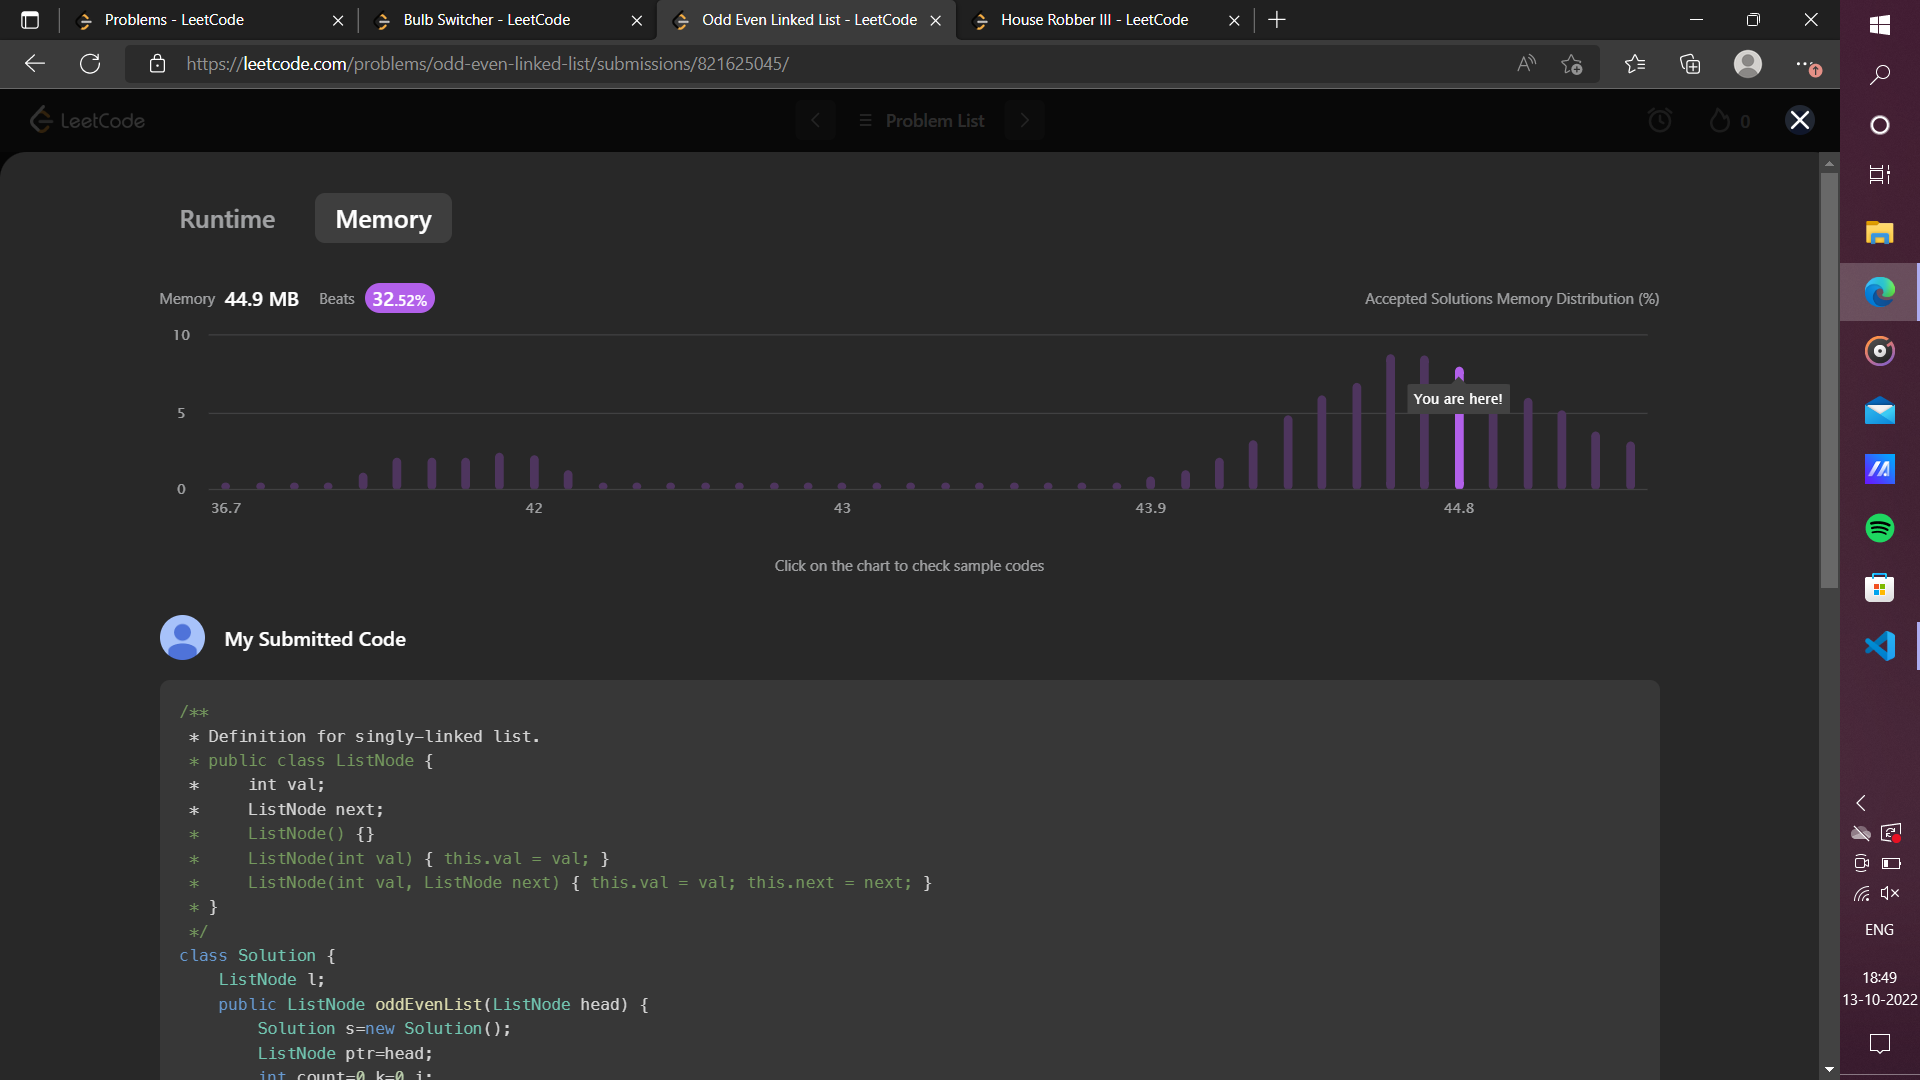 Problems - LeetCode
Bulb Switcher - LeetCode
Odd Even Linked List - LeetCode
House Robber III - LeetCode
https://leetcode.com/problems/odd-even-linked-list/submissions/821625045/
LeetCode
Problem List
0
Runtime
Memory
Memory 44.9 MB Beats 32.52%
Accepted Solutions Memory Distribution (%)
10
5
0
You are here!
36.7 42 43 43.9 44.8
Click on the chart to check sample codes
My Submitted Code
/**
 * Definition for singly-linked list.
 * public class ListNode {
 *     int val;
 *     ListNode next;
 *     ListNode() {}
 *     ListNode(int val) { this.val = val; }
 *     ListNode(int val, ListNode next) { this.val = val; this.next = next; }
 * }
 */
class Solution {
    ListNode l;
    public ListNode oddEvenList(ListNode head) {
        Solution s=new Solution();
        ListNode ptr=head;
        int count=0,k=0,i;
ENG
18:49
13-10-2022